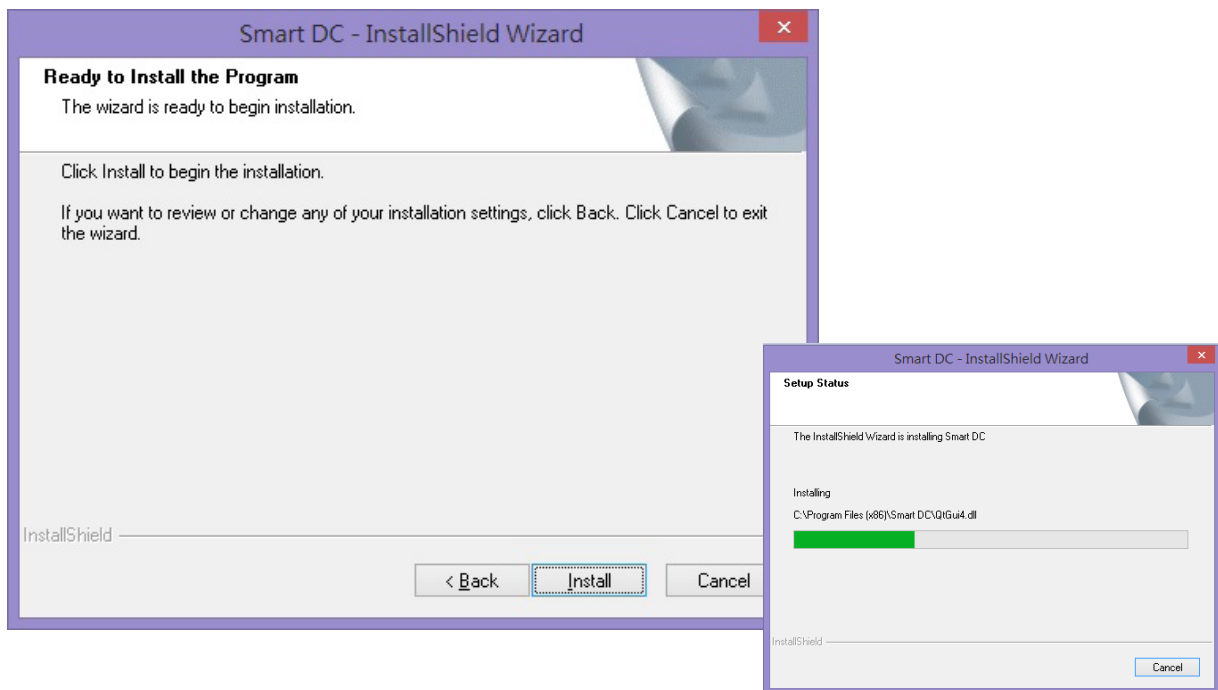 Smart DC - InstallShield Wizard
Ready to Install the Program
The wizard is ready to begin installation.
Click Install to begin the installation.
If you want to review or change any of your installation settings, click Back. Click Cancel to exit
the wizard.
InstallShield
< Back
Install
Cancel
Smart DC - InstallShield Wizard
Setup Status
The InstallShield Wizard is installing Smart DC
Installing
C:\Program Files (x86)\Smart DC\QtGui4.dll
InstallShield
Cancel